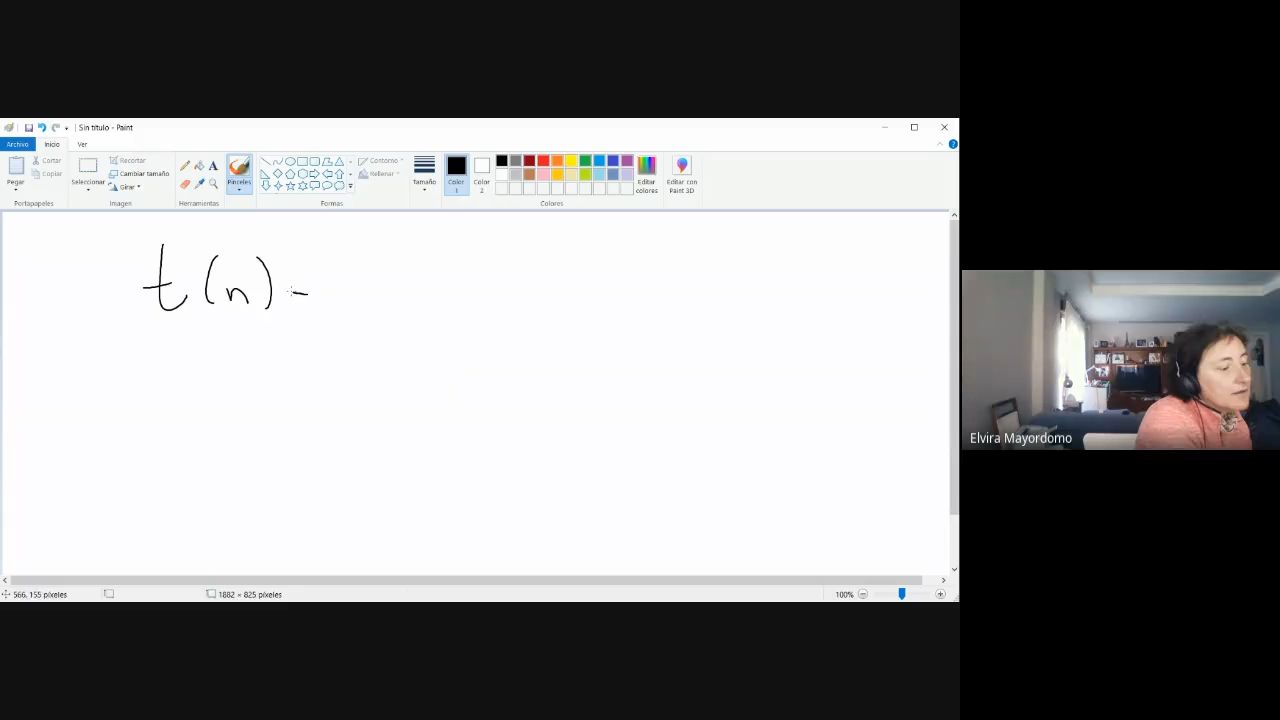 Sin título - Paint
Archivo Inicio Ver
Pegar
Cortar
Copiar
Portapapeles
Seleccionar
Recortar
Cambiar tamaño
Girar
Imagen
A
Herramientas
Pinceles
Contorno
Rellenar
Formas
Tamaño
Color 1
Color 2
Editar colores
Editar con Paint 3D
Colores
t(n) -
Elvira Mayordomo
566, 155 píxeles
1882 × 825 píxeles
100%